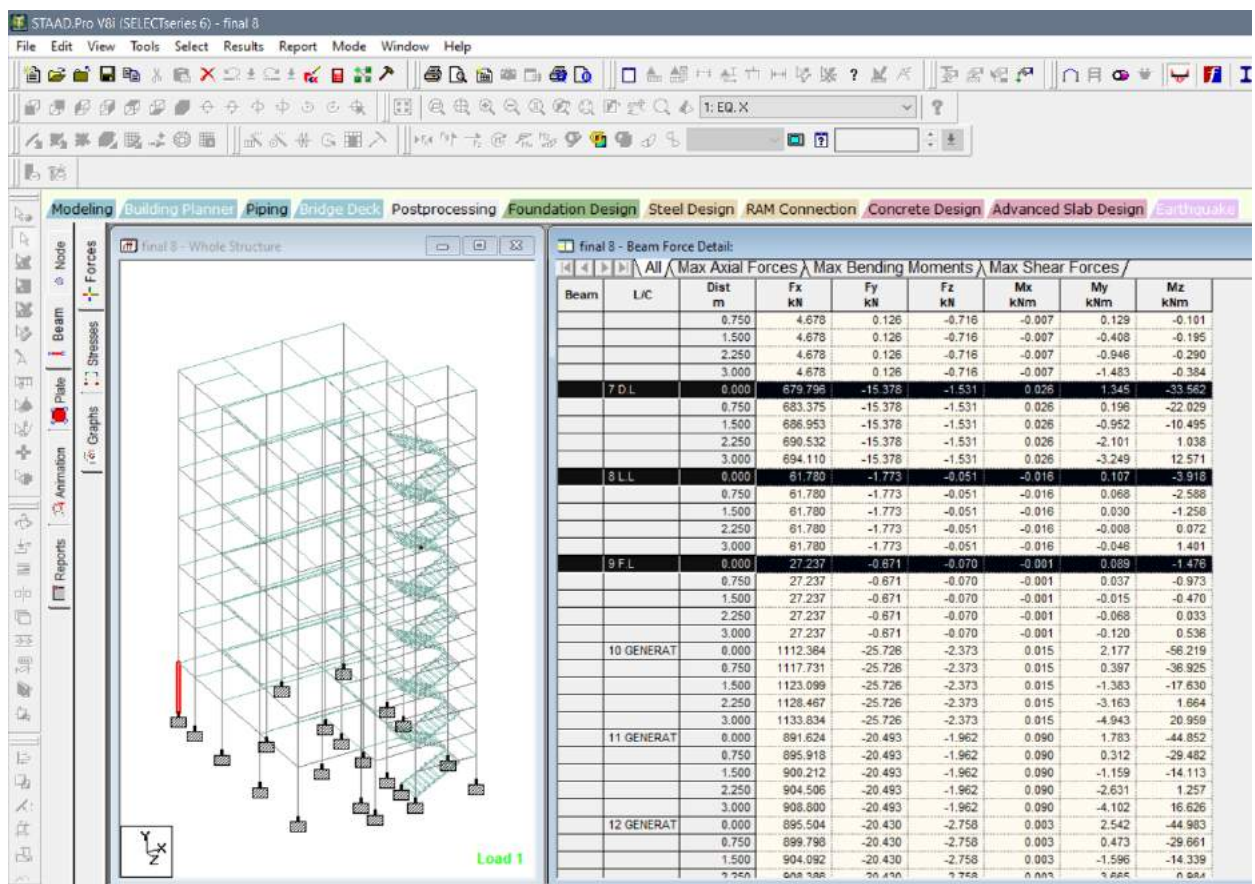 STAAD.Pro V8i (SELECTseries 6) - final 8
File Edit View Tools Select Results Report Mode Window Help
1: EQ.X
Modeling Building Planner Piping Bridge Deck Postprocessing Foundation Design Steel Design RAM Connection Concrete Design Advanced Slab Design Earthquake
Node
Beam
Plate
Animation
Reports
Forces
Stresses
Graphs
final 8 - Whole Structure
Y
X
Z
Load 1
final 8 - Beam Force Detail:
All Max Axial Forces Max Bending Moments Max Shear Forces
Beam L/C Dist Fx Fy Fz Mx My Mz
m kN kN kN kNm kNm kNm
0.750 4.678 0.126 -0.716 -0.007 0.129 -0.101
1.500 4.678 0.126 -0.716 -0.007 -0.408 -0.195
2.250 4.678 0.126 -0.716 -0.007 -0.946 -0.290
3.000 4.678 0.126 -0.716 -0.007 -1.483 -0.384
7 D.L 0.000 679.796 -15.378 -1.531 0.026 1.345 -33.562
0.750 683.375 -15.378 -1.531 0.026 0.196 -22.029
1.500 686.953 -15.378 -1.531 0.026 -0.952 -10.495
2.250 690.532 -15.378 -1.531 0.026 -2.101 1.038
3.000 694.110 -15.378 -1.531 0.026 -3.249 12.571
8 L.L 0.000 61.780 -1.773 -0.051 -0.016 0.107 -3.918
0.750 61.780 -1.773 -0.051 -0.016 0.068 -2.588
1.500 61.780 -1.773 -0.051 -0.016 0.030 -1.258
2.250 61.780 -1.773 -0.051 -0.016 -0.008 0.072
3.000 61.780 -1.773 -0.051 -0.016 -0.046 1.401
9 F.L 0.000 27.237 -0.671 -0.070 -0.001 0.089 -1.476
0.750 27.237 -0.671 -0.070 -0.001 0.037 -0.973
1.500 27.237 -0.671 -0.070 -0.001 -0.015 -0.470
2.250 27.237 -0.671 -0.070 -0.001 -0.068 0.033
3.000 27.237 -0.671 -0.070 -0.001 -0.120 0.536
10 GENERAT 0.000 1112.364 -25.726 -2.373 0.015 2.177 -56.219
0.750 1117.731 -25.726 -2.373 0.015 0.397 -36.925
1.500 1123.099 -25.726 -2.373 0.015 -1.383 -17.630
2.250 1128.467 -25.726 -2.373 0.015 -3.163 1.664
3.000 1133.834 -25.726 -2.373 0.015 -4.943 20.959
11 GENERAT 0.000 891.624 -20.493 -1.962 0.090 1.783 -44.852
0.750 895.918 -20.493 -1.962 0.090 0.312 -29.482
1.500 900.212 -20.493 -1.962 0.090 -1.159 -14.113
2.250 904.506 -20.493 -1.962 0.090 -2.631 1.257
3.000 908.800 -20.493 -1.962 0.090 -4.102 16.626
12 GENERAT 0.000 895.504 -20.430 -2.758 0.003 2.542 -44.983
0.750 899.798 -20.430 -2.758 0.003 0.473 -29.661
1.500 904.092 -20.430 -2.758 0.003 -1.596 -14.339
2.250 908.386 -20.430 -2.758 0.003 -3.665 0.984